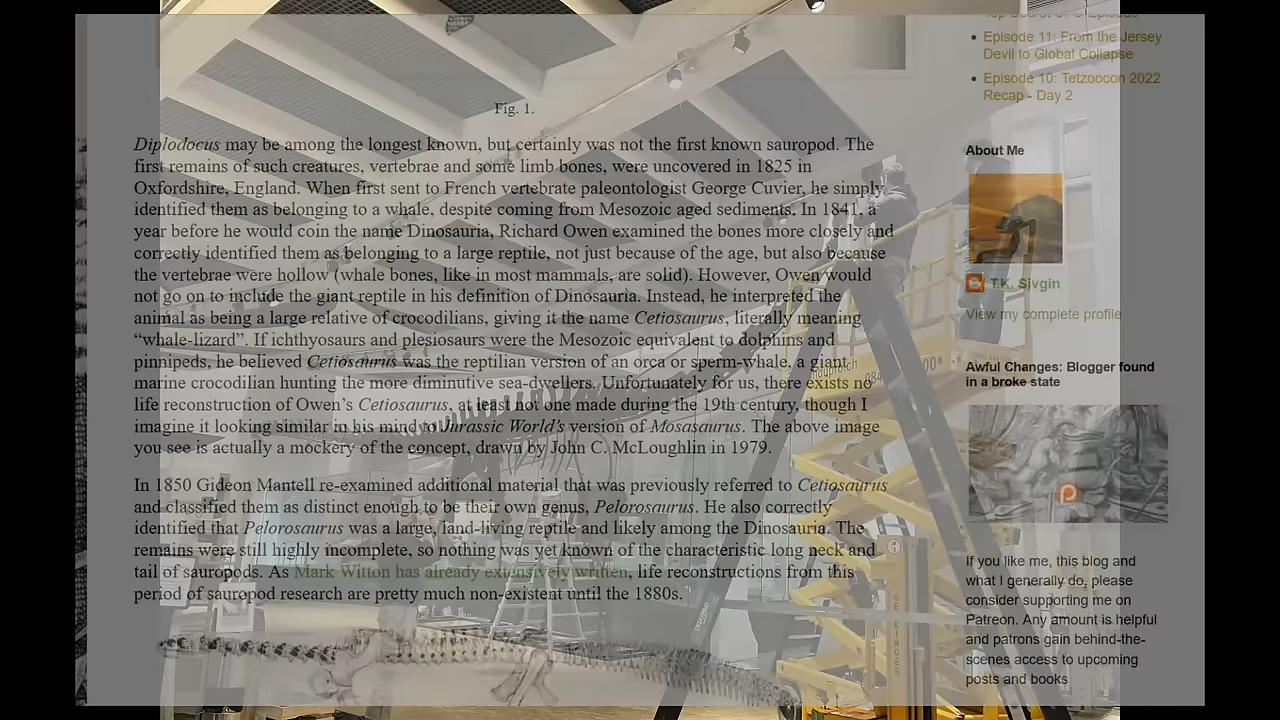 Fig. 1.
Diplodocus may be among the longest known, but certainly was not the first known sauropod. The
first remains of such creatures, vertebrae and some limb bones, were uncovered in 1825 in
Oxfordshire, England. When first sent to French vertebrate paleontologist George Cuvier, he simply
identified them as belonging to a whale, despite coming from Mesozoic aged sediments. In 1841, a
year before he would coin the name Dinosauria, Richard Owen examined the bones more closely and
correctly identified them as belonging to a large reptile, not just because of the age, but also because
the vertebrae were hollow (whale bones, like in most mammals, are solid). However, Owen would
not go on to include the giant reptile in his definition of Dinosauria. Instead, he interpreted the
animal as being a large relative of crocodilians, giving it the name Cetiosaurus, literally meaning
“whale-lizard”. If ichthyosaurs and plesiosaurs were the Mesozoic equivalent to dolphins and
pinnipeds, he believed Cetiosaurus was the reptilian version of an orca or sperm-whale, a giant
marine crocodilian hunting the more diminutive sea-dwellers. Unfortunately for us, there exists no
life reconstruction of Owen’s Cetiosaurus, at least not one made during the 19th century, though I
imagine it looking similar in his mind to Jurassic World’s version of Mosasaurus. The above image
you see is actually a mockery of the concept, drawn by John C. McLoughlin in 1979.
In 1850 Gideon Mantell re-examined additional material that was previously referred to Cetiosaurus
and classified them as distinct enough to be their own genus, Pelorosaurus. He also correctly
identified that Pelorosaurus was a large, land-living reptile and likely among the Dinosauria. The
remains were still highly incomplete, so nothing was yet known of the characteristic long neck and
tail of sauropods. As Mark Witton has already extensively written, life reconstructions from this
period of sauropod research are pretty much non-existent until the 1880s.
Episode 11: From the Jersey
Devil to Global Collapse
Episode 10: Tetzoocon 2022
Recap - Day 2
About Me
T.K. Sivgin
View my complete profile
Awful Changes: Blogger found
in a broke state
If you like me, this blog and
what I generally do, please
consider supporting me on
Patreon. Any amount is helpful
and patrons gain behind-the-
scenes access to upcoming
posts and books